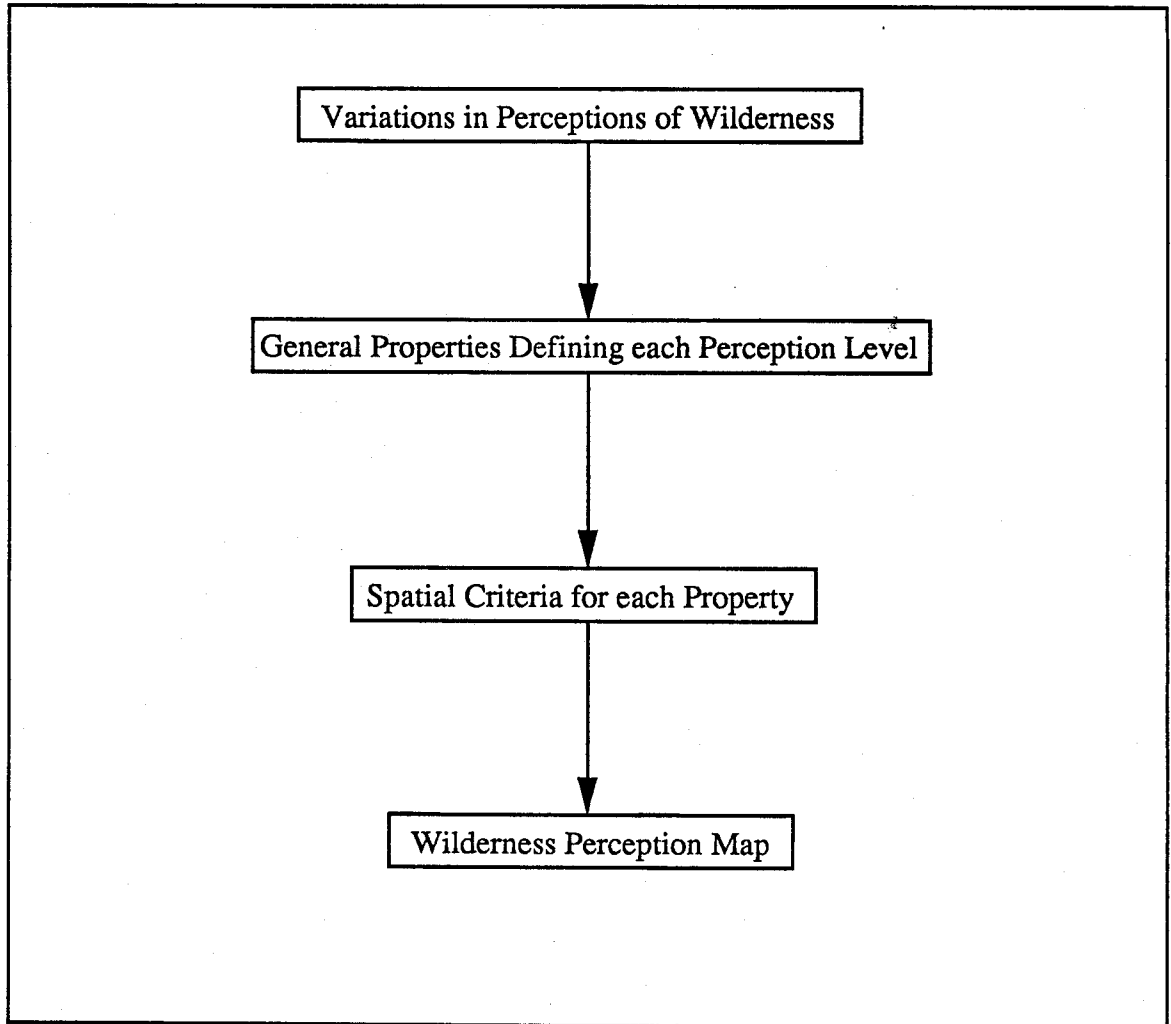 Variations in Perceptions of Wilderness
General Properties Defining each Perception Level
Spatial Criteria for each Property
Wilderness Perception Map